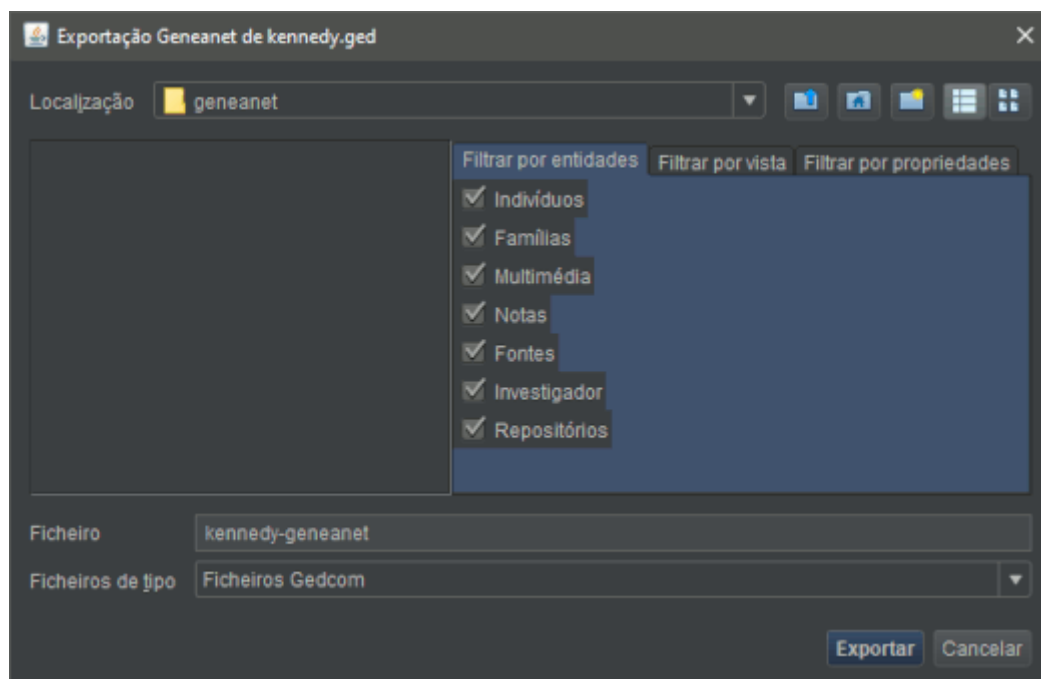 Exportação Geneanet de kennedy.ged
Localização geneanet
Filtrar por entidades Filtrar por vista Filtrar por propriedades
Indivíduos
Famílias
Multimédia
Notas
Fontes
Investigador
Repositórios
Ficheiro kennedy-geneanet
Ficheiros de tipo Ficheiros Gedcom
Exportar Cancelar